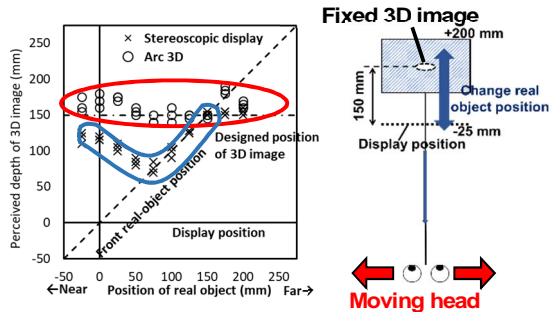 Perceived depth of 3D image (mm)
250
200
150
100
50
0
-50
× Stereoscopic display
○ Arc 3D
Designed position
of 3D image
Front real-object position
Display position
-50 0 50 100 150 200 250
←Near Position of real object (mm) Far→
Fixed 3D image
+200 mm
150 mm
Change real
object position
-25 mm
Display position
Moving head